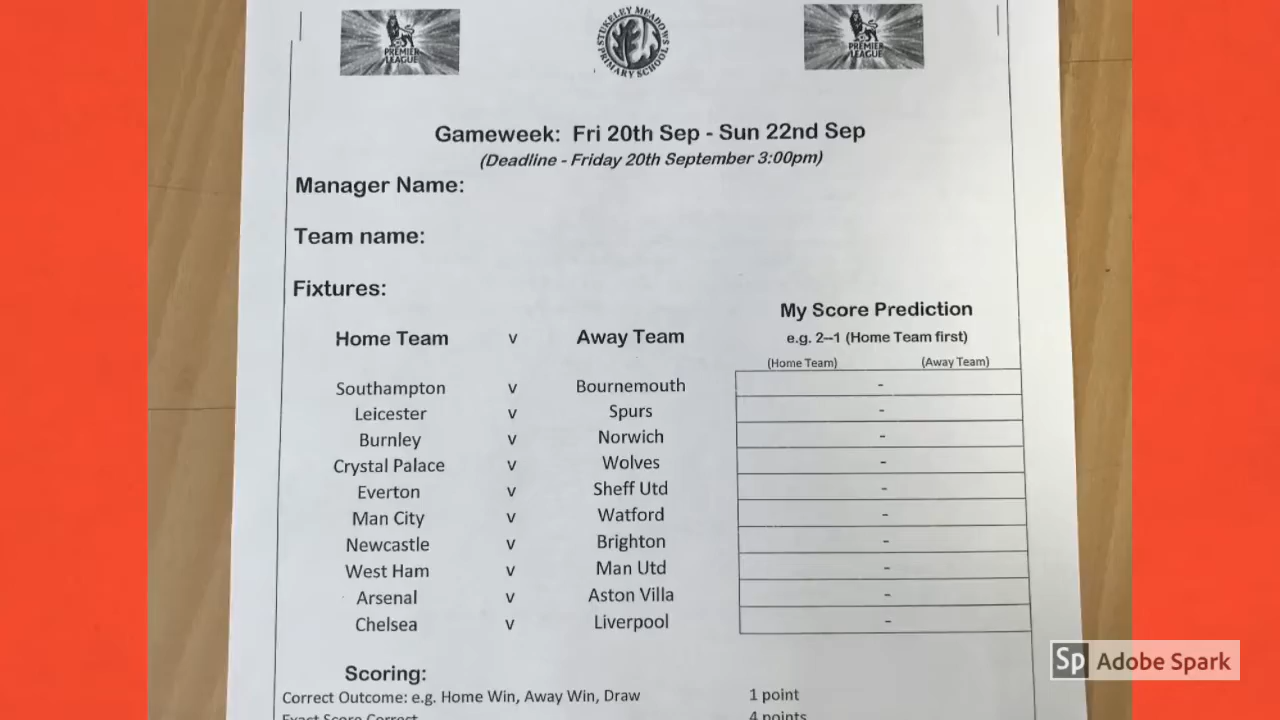 PREMIER
LEAGUE
STUKELEY MEADOWS
PRIMARY SCHOOL
PREMIER
LEAGUE
Gameweek: Fri 20th Sep - Sun 22nd Sep
(Deadline - Friday 20th September 3:00pm)
Manager Name:
Team name:
Fixtures:
My Score Prediction
Home Team v Away Team e.g. 2–1 (Home Team first)
(Home Team) (Away Team)
Southampton v Bournemouth -
Leicester v Spurs -
Burnley v Norwich -
Crystal Palace v Wolves -
Everton v Sheff Utd -
Man City v Watford -
Newcastle v Brighton -
West Ham v Man Utd -
Arsenal v Aston Villa -
Chelsea v Liverpool -
Scoring:
Correct Outcome: e.g. Home Win, Away Win, Draw 1 point
Exact Score Correct 4 points
Sp Adobe Spark